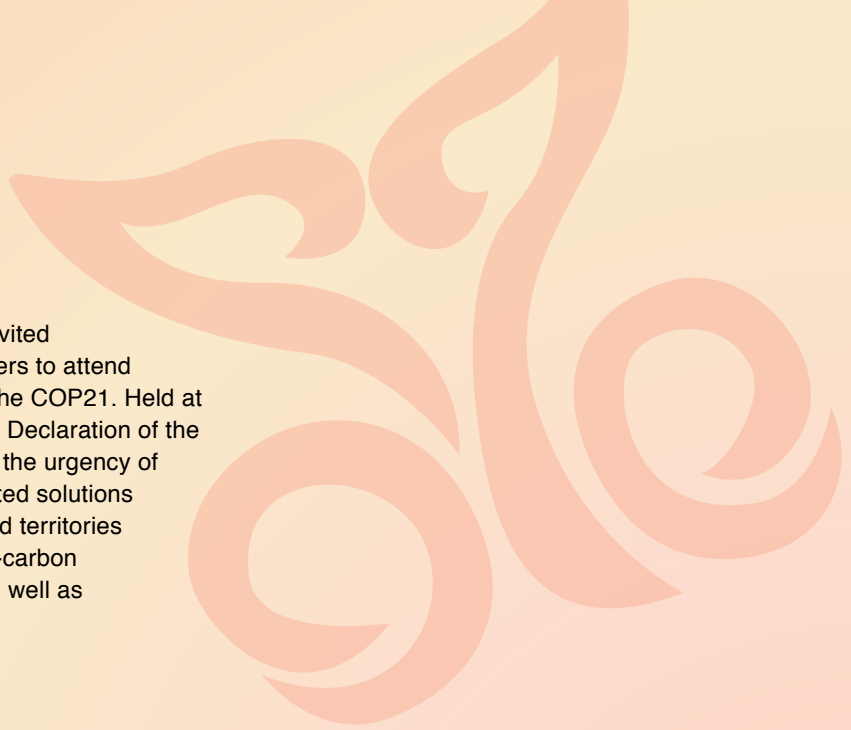 vited
ers to attend
he COP21. Held at
Declaration of the
the urgency of
ted solutions
d territories
-carbon
well as